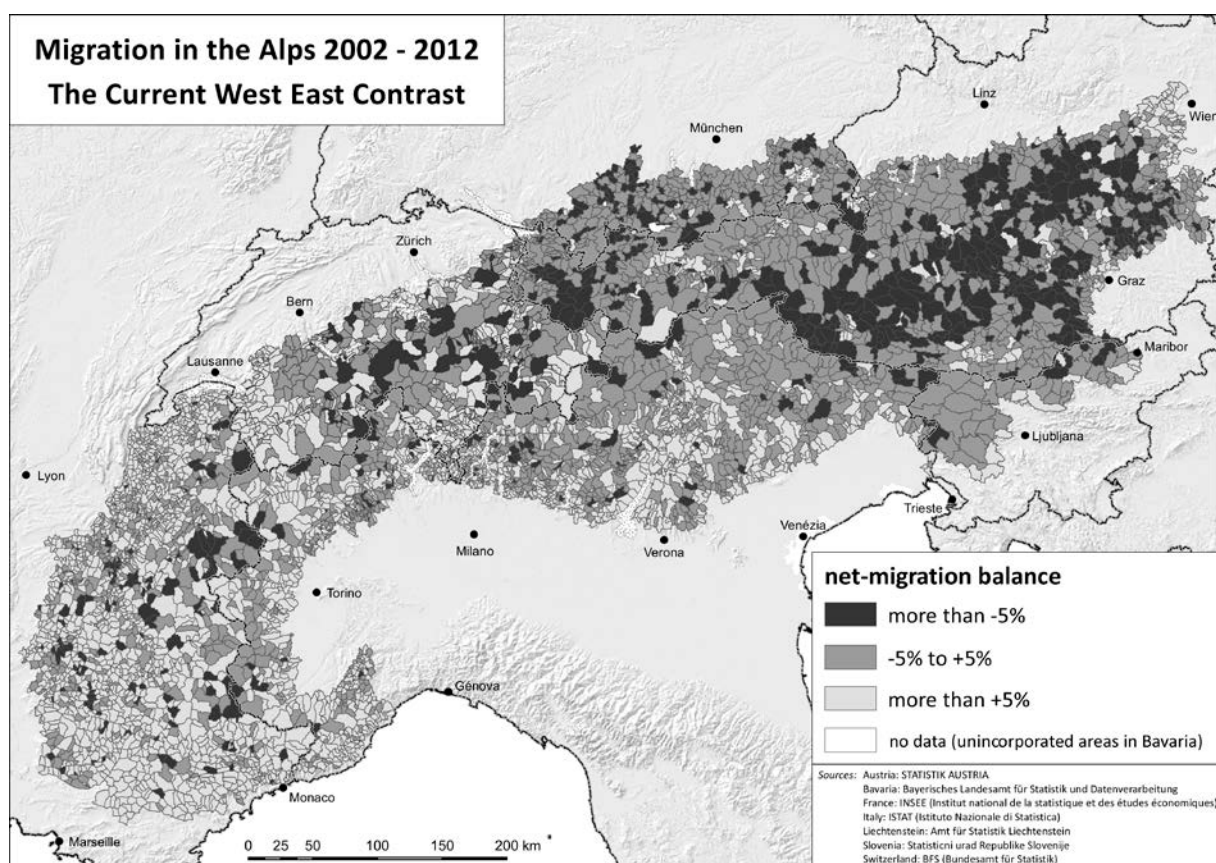 Migration in the Alps 2002 - 2012
The Current West East Contrast
Linz
Wien
München
Zürich
Bern
Graz
Lausanne
Maribor
Lyon
Ljubljana
Trieste
Milano
Verona
Venézia
Torino
Génova
Monaco
Marseille
0 50 100 200 km
net-migration balance
more than -5%
-5% to +5%
more than +5%
no data (unincorporated areas in Bavaria)
Sources: Austria: STATISTIK AUSTRIA
Bavaria: Bayerisches Landesamt für Statistik und Datenverarbeitung
France: INSEE (Institut national de la statistique et des études économiques)
Italy: ISTAT (Istituto Nazionale di Statistica)
Liechtenstein: Amt für Statistik Liechtenstein
Slovenia: Statisticni urad Republike Slovenije
Switzerland: BFS (Bundesamt für Statisik)